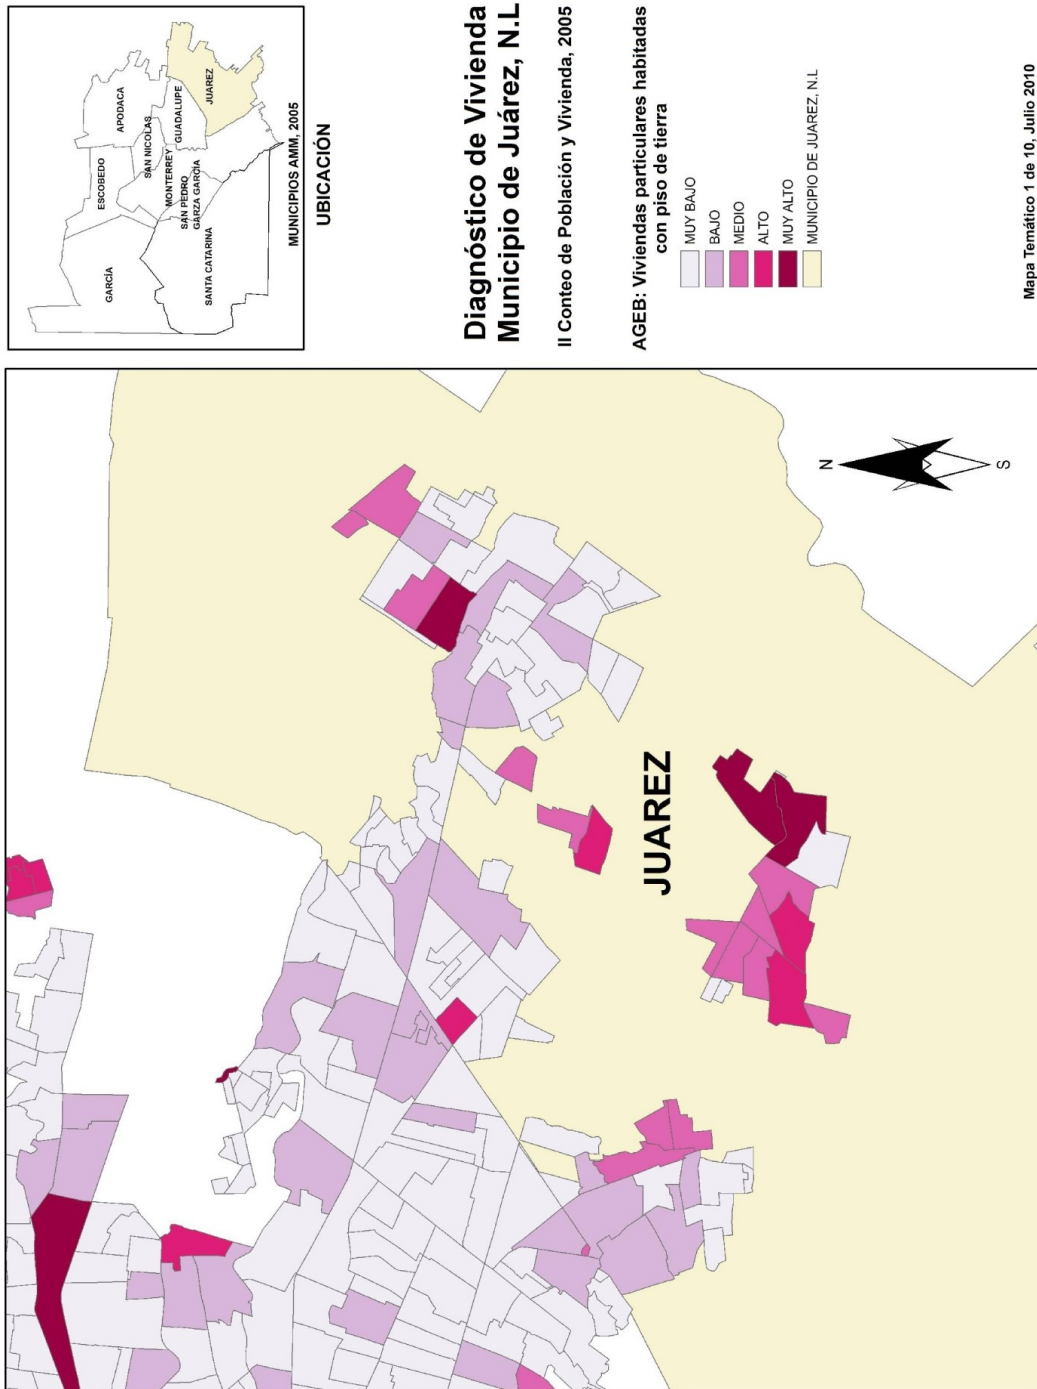 GARCÍA
ESCOBEDO
APODACA
SAN NICOLAS
MONTERREY
SAN PEDRO
GARZA GARCÍA
GUADALUPE
JUAREZ
SANTA CATARINA
MUNICIPIOS AMM, 2005
UBICACIÓN
Diagnóstico de Vivienda
Municipio de Juárez, N.L
II Conteo de Población y Vivienda, 2005
AGEB: Viviendas particulares habitadas
con piso de tierra
MUY BAJO
BAJO
MEDIO
ALTO
MUY ALTO
MUNICIPIO DE JUAREZ, N.L
Mapa Temático 1 de 10, Julio 2010
JUAREZ
N
S